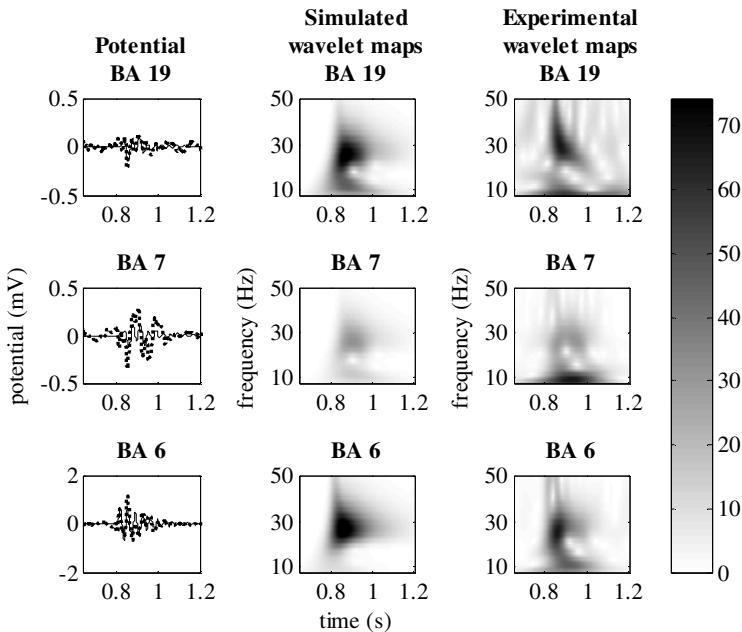 Potential
BA 19
Simulated
wavelet maps
BA 19
Experimental
wavelet maps
BA 19
0.5
0
-0.5
0.8 1 1.2
50
30
10
0.8 1 1.2
50
30
10
0.8 1 1.2
BA 7
BA 7
BA 7
potential (mV)
0.5
0
-0.5
0.8 1 1.2
frequency (Hz)
50
30
10
0.8 1 1.2
frequency (Hz)
50
30
10
0.8 1 1.2
BA 6
BA 6
BA 6
2
0
-2
0.8 1 1.2
50
30
10
0.8 1 1.2
50
30
10
0.8 1 1.2
time (s)
70
60
50
40
30
20
10
0